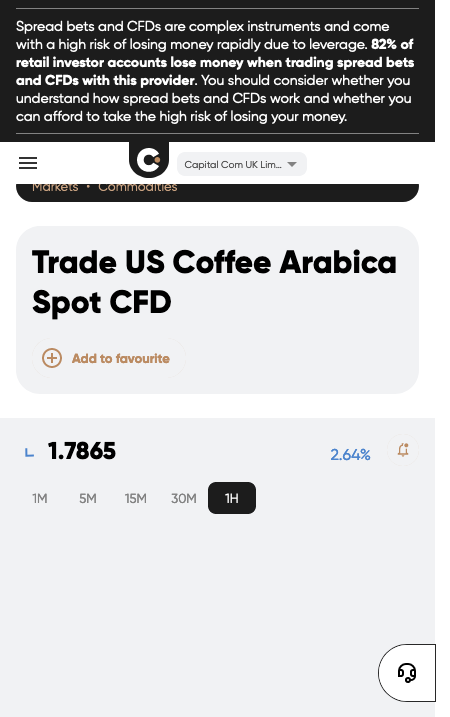 Spread bets and CFDs are complex instruments and come
with a high risk of losing money rapidly due to leverage. 82% of
retail investor accounts lose money when trading spread bets
and CFDs with this provider. You should consider whether you
understand how spread bets and CFDs work and whether you
can afford to take the high risk of losing your money.
Capital Com UK Lim...
Markets • Commodities
Trade US Coffee Arabica
Spot CFD
Add to favourite
1.7865
2.64%
1M 5M 15M 30M 1H